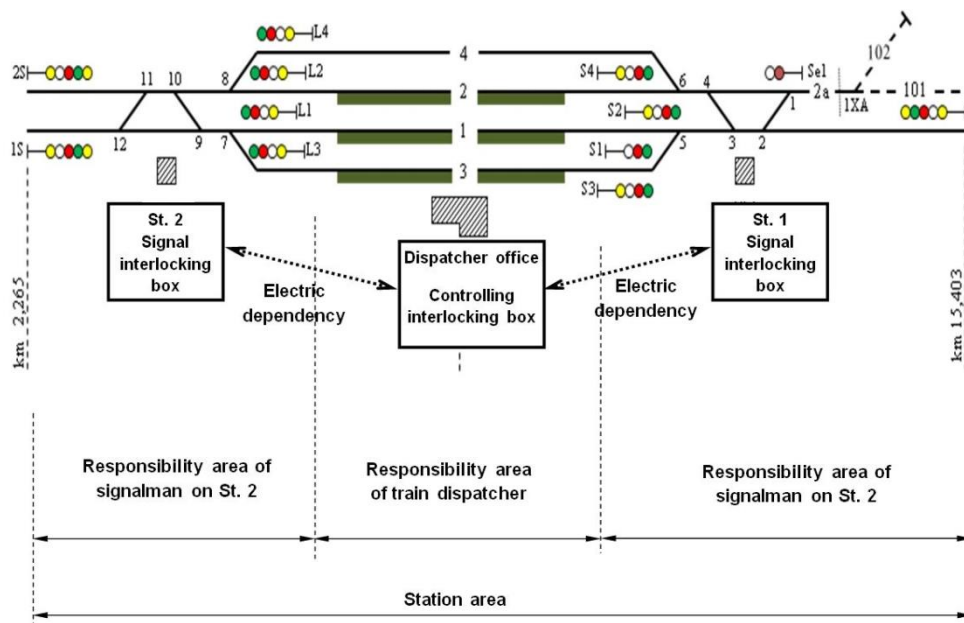 L4
4
102
2S
11
10
8
L2
S4
6
4
Se1
2
1
2a
1XA
101
L1
S2
1
12
9
7
L3
S1
5
3
2
1S
3
S3
St. 2
Signal
interlocking
box
Dispatcher office
Controlling
interlocking box
St. 1
Signal
interlocking
box
Electric
dependency
Electric
dependency
km 2,265
km 15,403
Responsibility area of
signalman on St. 2
Responsibility area
of train dispatcher
Responsibility area of
signalman on St. 2
Station area